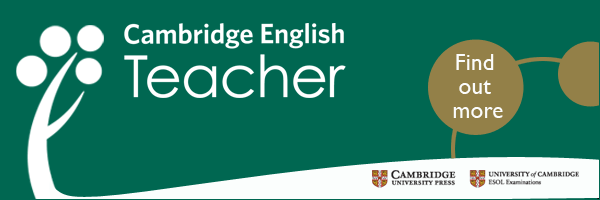 Cambridge English
Teacher
Find
out
more
CAMBRIDGE
UNIVERSITY PRESS
UNIVERSITY of CAMBRIDGE
ESOL Examinations